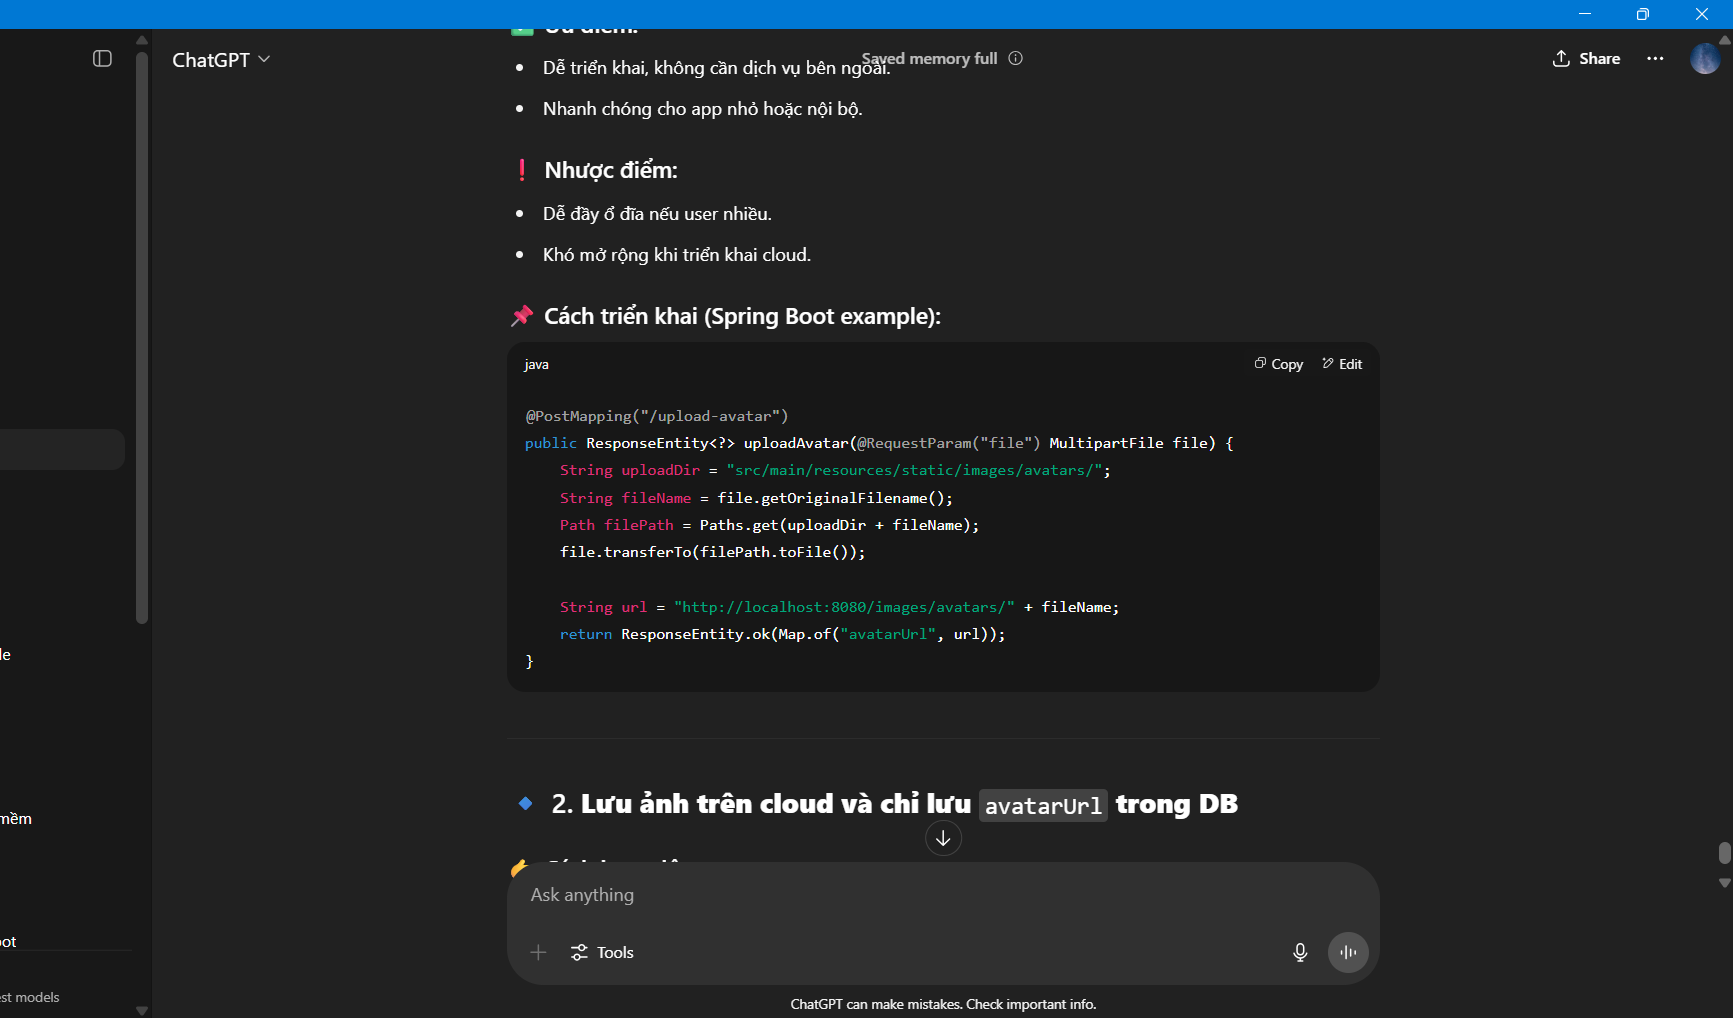 ChatGPT
Saved memory full
Share
Ưu điểm:
Dễ triển khai, không cần dịch vụ bên ngoài.
Nhanh chóng cho app nhỏ hoặc nội bộ.
Nhược điểm:
Dễ đầy ổ đĩa nếu user nhiều.
Khó mở rộng khi triển khai cloud.
Cách triển khai (Spring Boot example):
java
Copy
Edit
@PostMapping("/upload-avatar")
public ResponseEntity<?> uploadAvatar(@RequestParam("file") MultipartFile file) {
    String uploadDir = "src/main/resources/static/images/avatars/";
    String fileName = file.getOriginalFilename();
    Path filePath = Paths.get(uploadDir + fileName);
    file.transferTo(filePath.toFile());
    String url = "http://localhost:8080/images/avatars/" + fileName;
    return ResponseEntity.ok(Map.of("avatarUrl", url));
}
2. Lưu ảnh trên cloud và chỉ lưu avatarUrl trong DB
Ask anything
Tools
ChatGPT can make mistakes. Check important info.
le
mềm
ot
st models